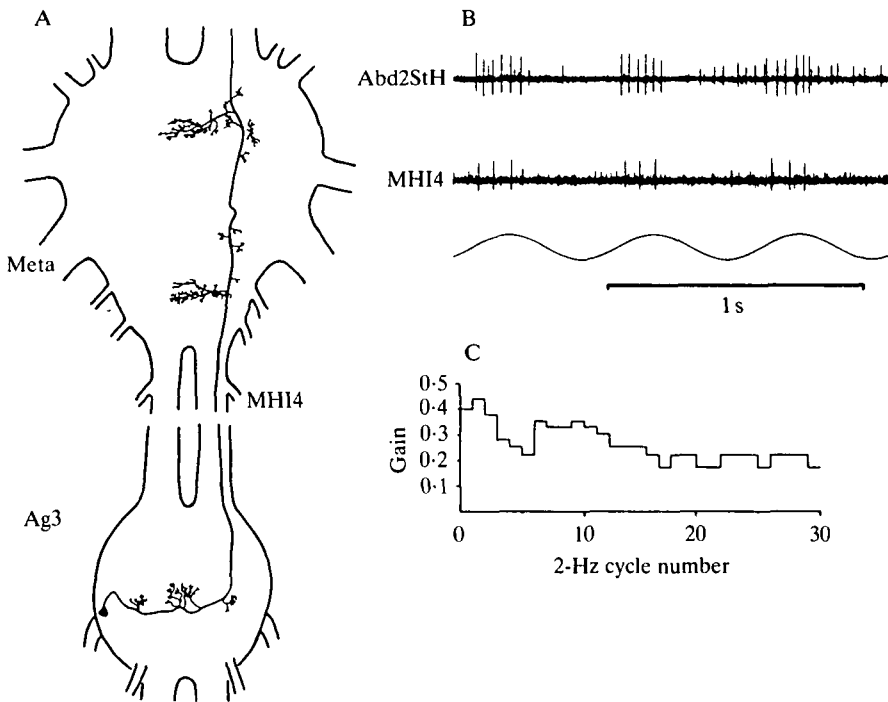 A
Meta
MHI4
Ag3
B
Abd2StH
MHI4
1 s
C
0·5
0·4
0·3
0·2
0·1
Gain
0
10
20
30
2-Hz cycle number